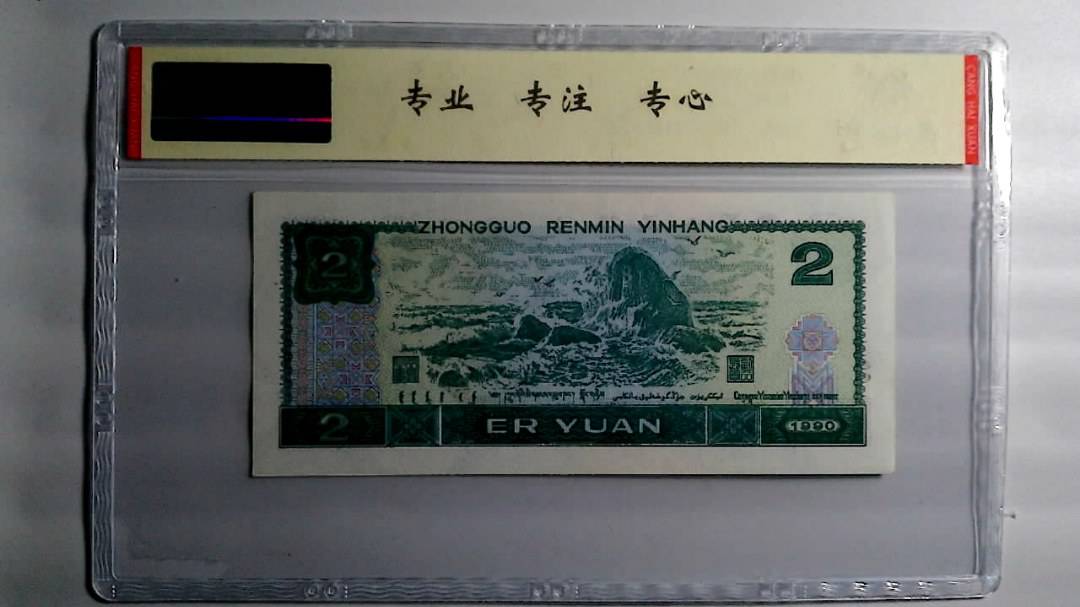 专业 专注 专心
CANG HAI XUAN
ZHONGGUO RENMIN YINHANG
2 2
2 ER YUAN 1990